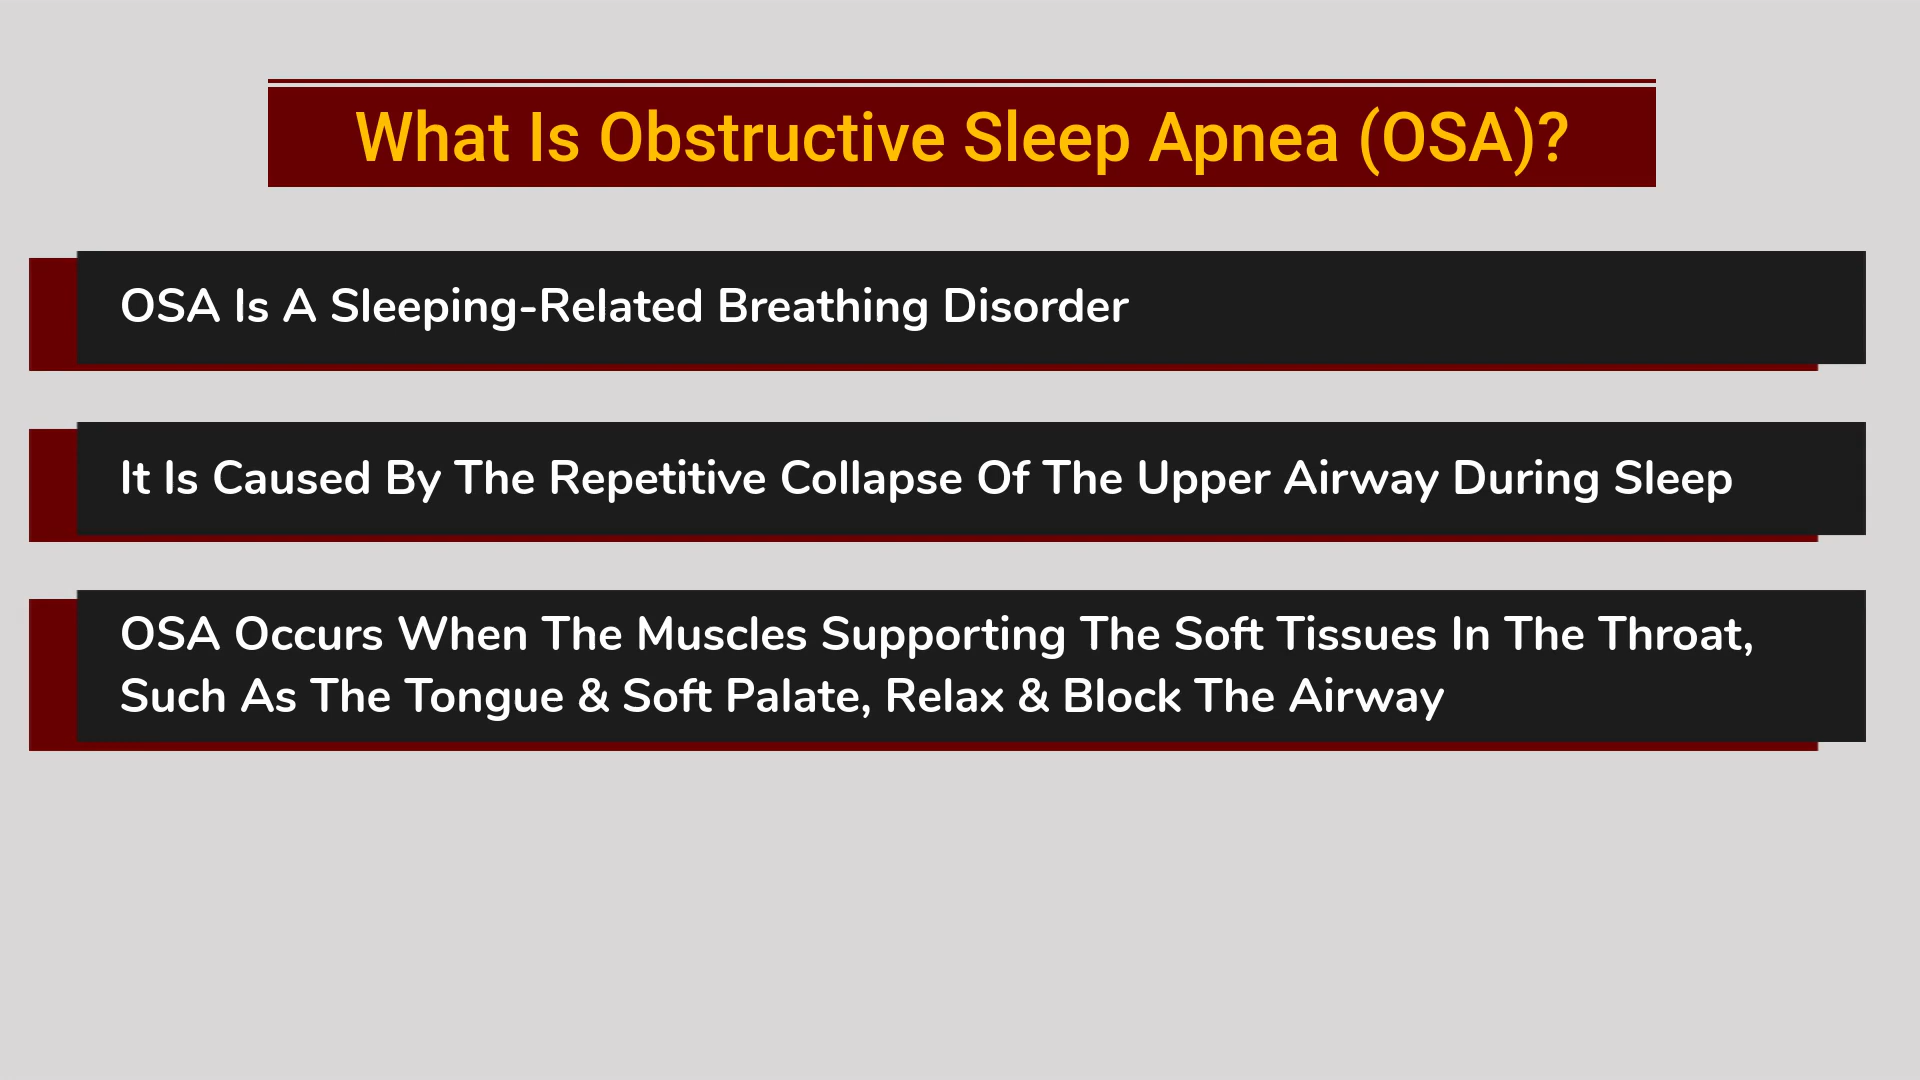 What Is Obstructive Sleep Apnea (OSA)?
OSA Is A Sleeping-Related Breathing Disorder
It Is Caused By The Repetitive Collapse Of The Upper Airway During Sleep
OSA Occurs When The Muscles Supporting The Soft Tissues In The Throat,
Such As The Tongue & Soft Palate, Relax & Block The Airway